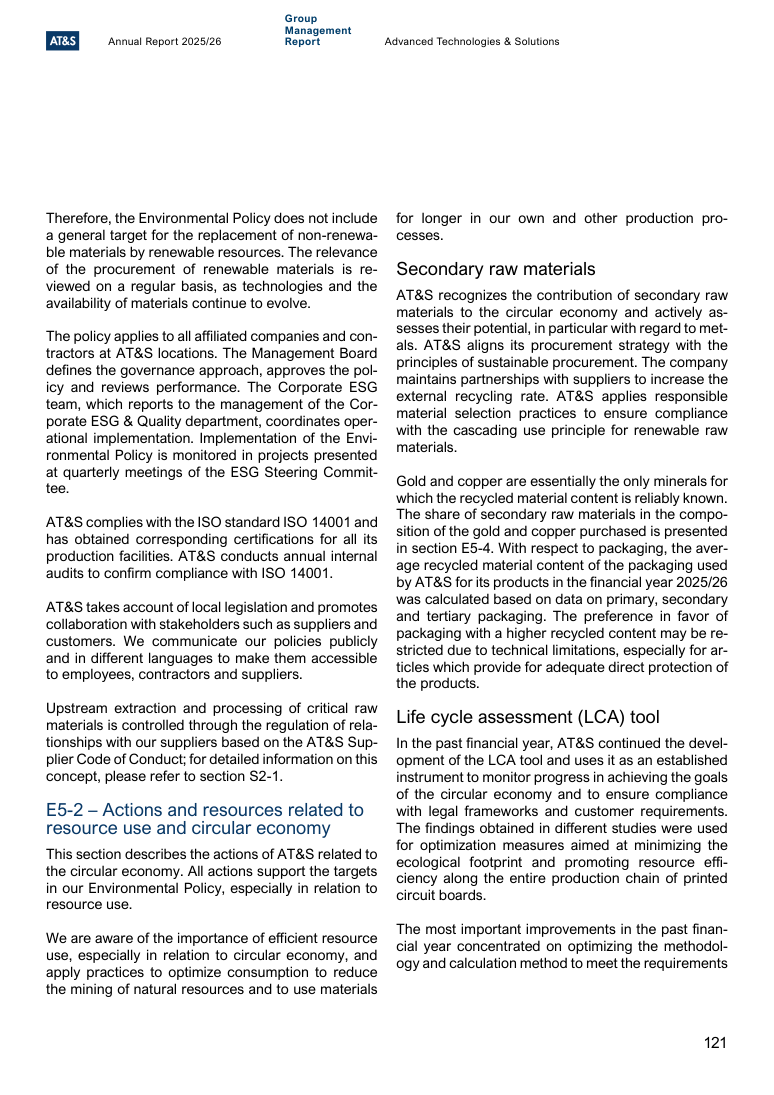 AT&S
Annual Report 2025/26
Group
Management
Report
Advanced Technologies & Solutions
Therefore, the Environmental Policy does not include
a general target for the replacement of non-renewa-
ble materials by renewable resources. The relevance
of the procurement of renewable materials is re-
viewed on a regular basis, as technologies and the
availability of materials continue to evolve.
The policy applies to all affiliated companies and con-
tractors at AT&S locations. The Management Board
defines the governance approach, approves the pol-
icy and reviews performance. The Corporate ESG
team, which reports to the management of the Cor-
porate ESG & Quality department, coordinates oper-
ational implementation. Implementation of the Envi-
ronmental Policy is monitored in projects presented
at quarterly meetings of the ESG Steering Commit-
tee.
AT&S complies with the ISO standard ISO 14001 and
has obtained corresponding certifications for all its
production facilities. AT&S conducts annual internal
audits to confirm compliance with ISO 14001.
AT&S takes account of local legislation and promotes
collaboration with stakeholders such as suppliers and
customers. We communicate our policies publicly
and in different languages to make them accessible
to employees, contractors and suppliers.
Upstream extraction and processing of critical raw
materials is controlled through the regulation of rela-
tionships with our suppliers based on the AT&S Sup-
plier Code of Conduct; for detailed information on this
concept, please refer to section S2-1.
E5-2 – Actions and resources related to
resource use and circular economy
This section describes the actions of AT&S related to
the circular economy. All actions support the targets
in our Environmental Policy, especially in relation to
resource use.
We are aware of the importance of efficient resource
use, especially in relation to circular economy, and
apply practices to optimize consumption to reduce
the mining of natural resources and to use materials
for longer in our own and other production pro-
cesses.
Secondary raw materials
AT&S recognizes the contribution of secondary raw
materials to the circular economy and actively as-
sesses their potential, in particular with regard to met-
als. AT&S aligns its procurement strategy with the
principles of sustainable procurement. The company
maintains partnerships with suppliers to increase the
external recycling rate. AT&S applies responsible
material selection practices to ensure compliance
with the cascading use principle for renewable raw
materials.
Gold and copper are essentially the only minerals for
which the recycled material content is reliably known.
The share of secondary raw materials in the compo-
sition of the gold and copper purchased is presented
in section E5-4. With respect to packaging, the aver-
age recycled material content of the packaging used
by AT&S for its products in the financial year 2025/26
was calculated based on data on primary, secondary
and tertiary packaging. The preference in favor of
packaging with a higher recycled content may be re-
stricted due to technical limitations, especially for ar-
ticles which provide for adequate direct protection of
the products.
Life cycle assessment (LCA) tool
In the past financial year, AT&S continued the devel-
opment of the LCA tool and uses it as an established
instrument to monitor progress in achieving the goals
of the circular economy and to ensure compliance
with legal frameworks and customer requirements.
The findings obtained in different studies were used
for optimization measures aimed at minimizing the
ecological footprint and promoting resource effi-
ciency along the entire production chain of printed
circuit boards.
The most important improvements in the past finan-
cial year concentrated on optimizing the methodol-
ogy and calculation method to meet the requirements
121